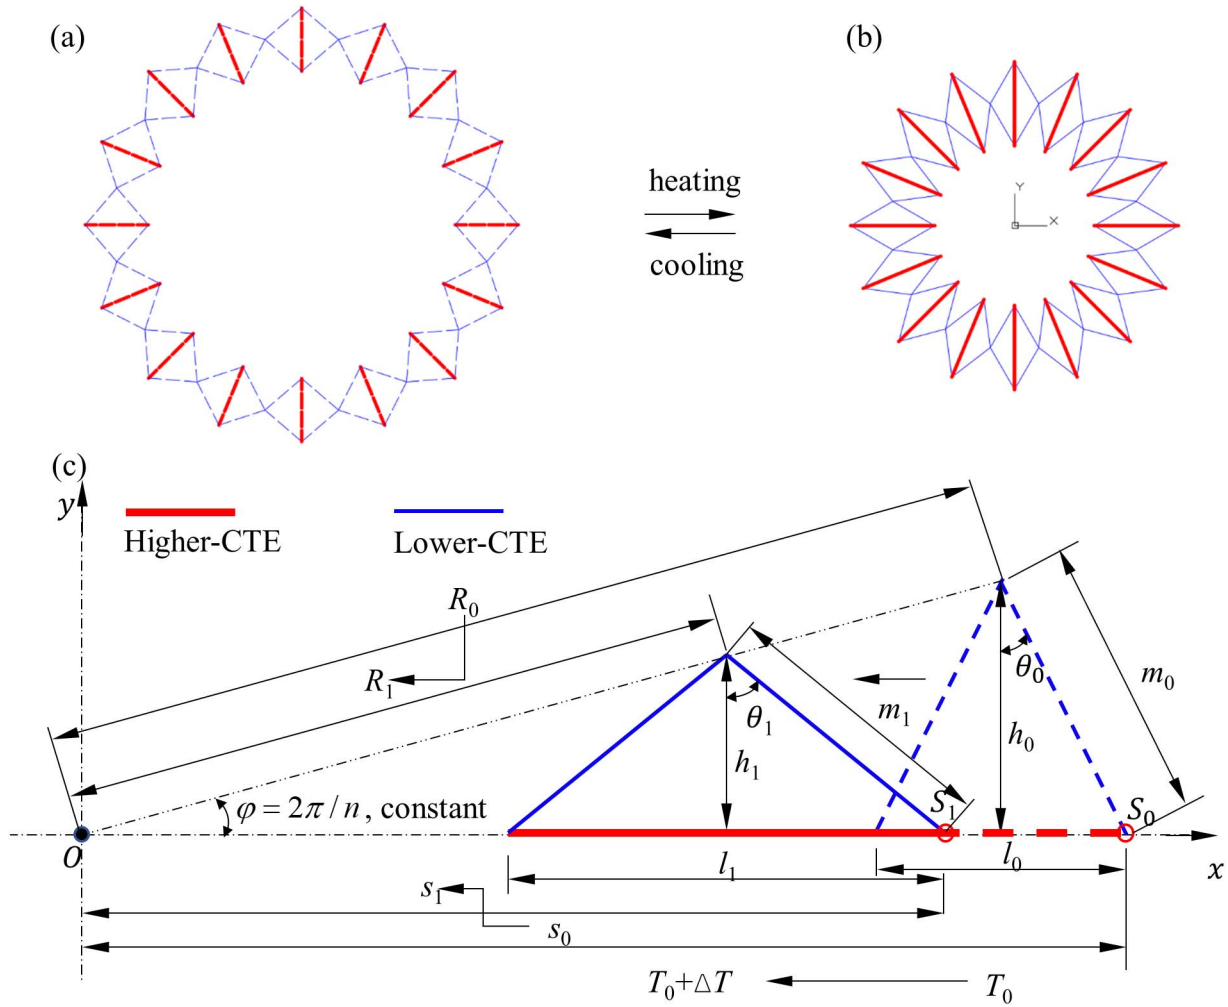 (a)
(b)
heating
cooling
Y
X
(c)
y
Higher-CTE
Lower-CTE
R₀
R₁
θ₀
m₀
m₁
θ₁
h₀
h₁
φ = 2π/n, constant
S₁
S₀
O
l₁
l₀
x
s₁
s₀
T₀+△T
T₀